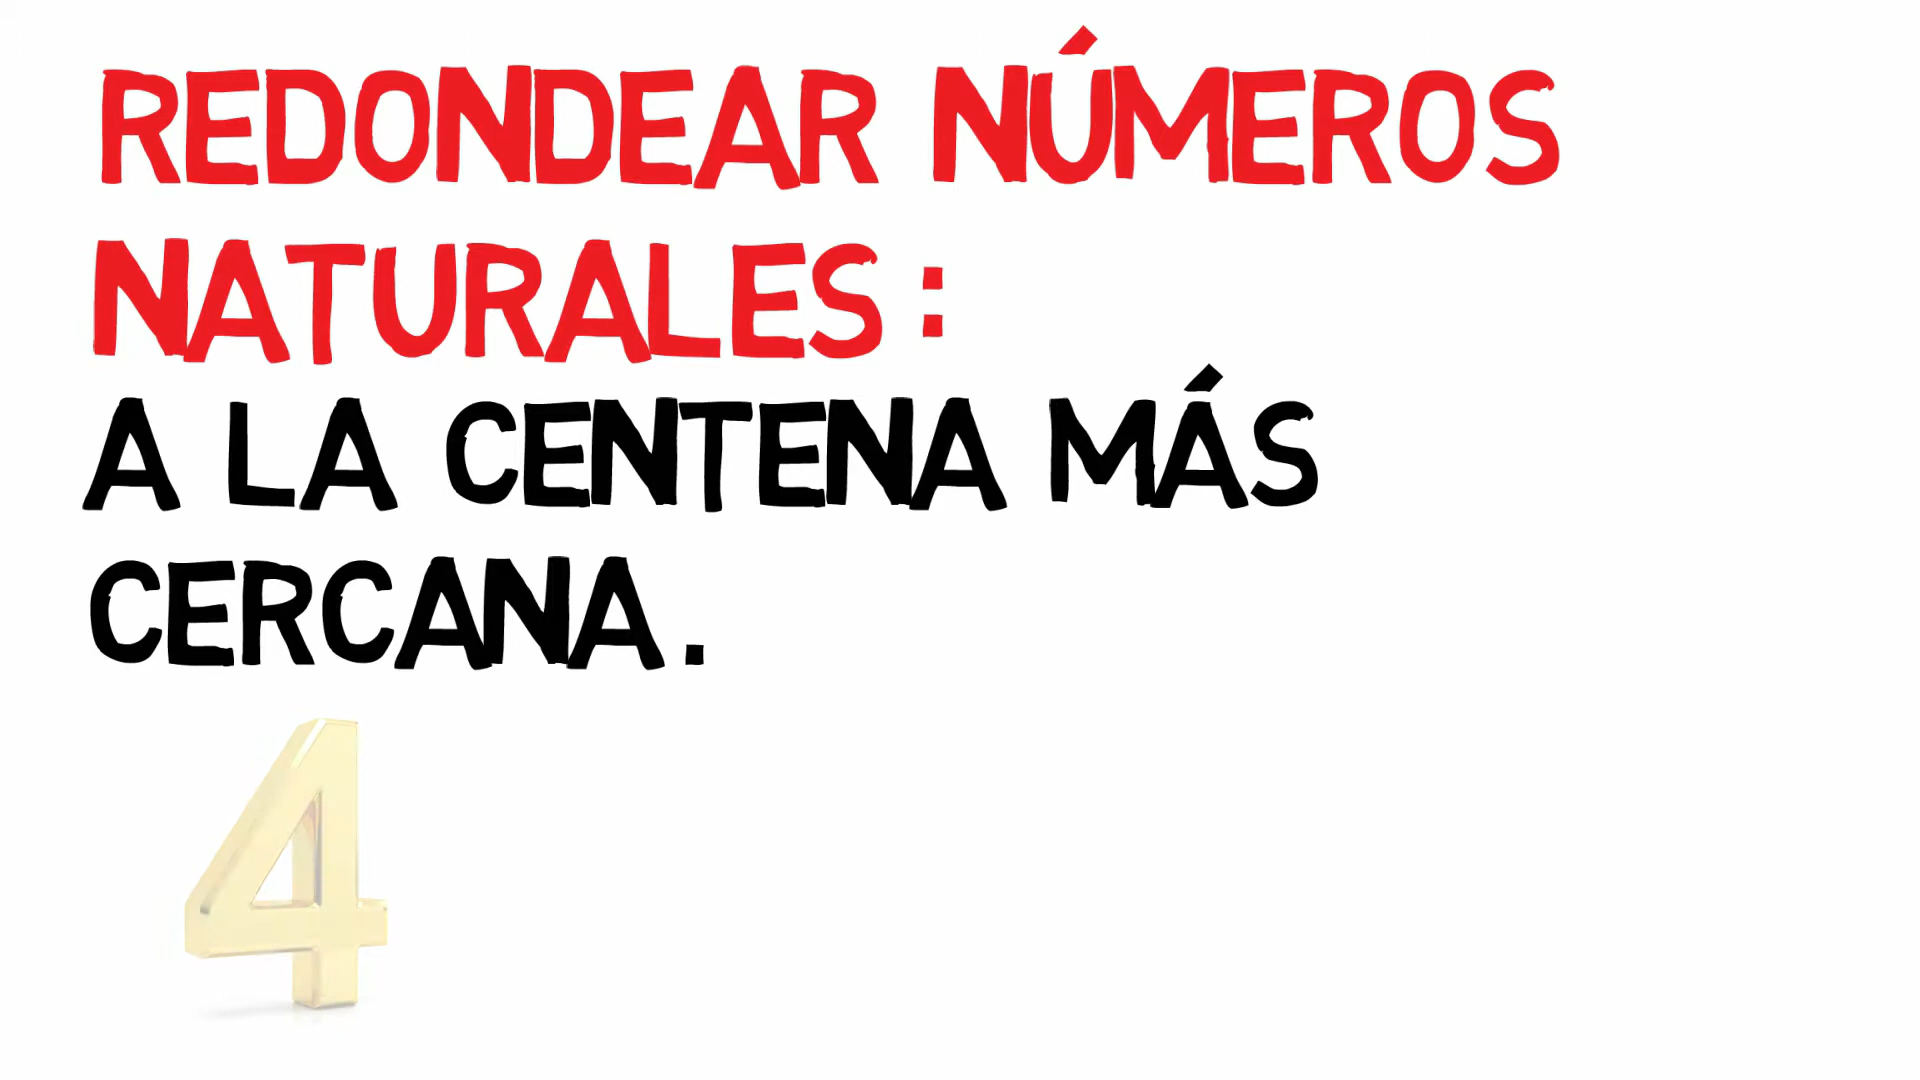 REDONDEAR NÚMEROS
NATURALES:
A LA CENTENA MÁS
CERCANA.
4